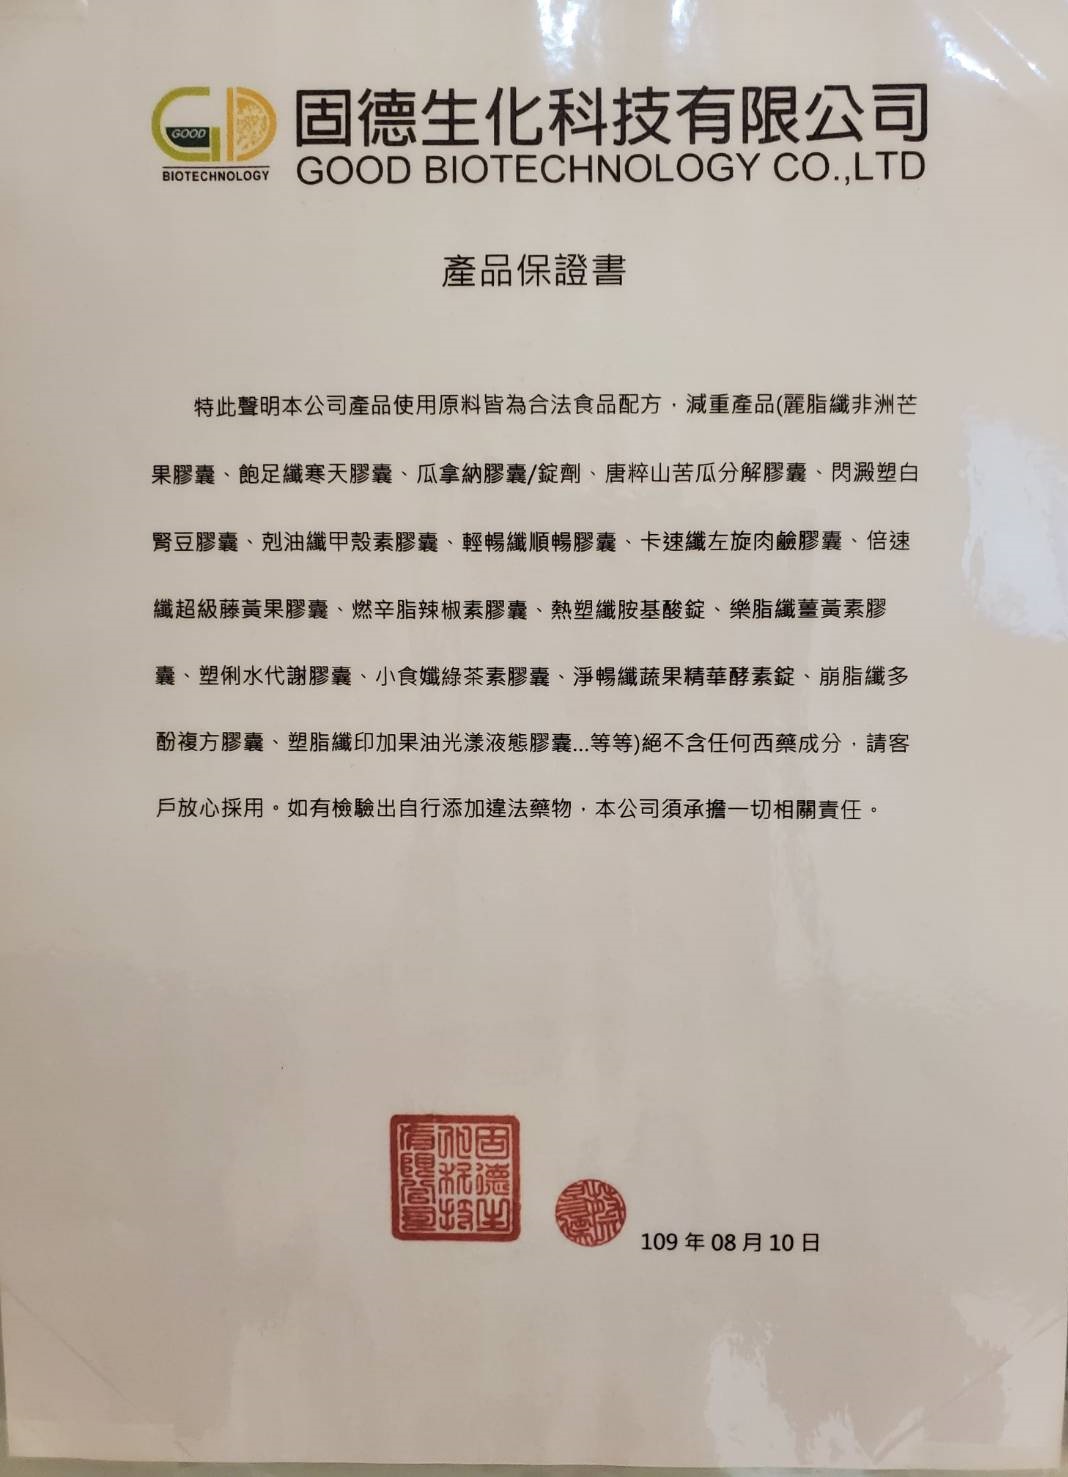 GOOD
BIOTECHNOLOGY
固德生化科技有限公司
GOOD BIOTECHNOLOGY CO.,LTD
產品保證書
特此聲明本公司產品使用原料皆為合法食品配方，減重產品(麗脂纖非洲芒
果膠囊、飽足纖寒天膠囊、瓜拿納膠囊/錠劑、唐粹山苦瓜分解膠囊、閃澱塑白
腎豆膠囊、剋油纖甲殼素膠囊、輕暢纖順暢膠囊、卡速纖左旋肉鹼膠囊、倍速
纖超級藤黃果膠囊、燃辛脂辣椒素膠囊、熱塑纖胺基酸錠、樂脂纖薑黃素膠
囊、塑俐水代謝膠囊、小食孅綠茶素膠囊、淨暢纖蔬果精華酵素錠、崩脂纖多
酚複方膠囊、塑脂纖印加果油光漾液態膠囊...等等)絕不含任何西藥成分，請客
戶放心採用。如有檢驗出自行添加違法藥物，本公司須承擔一切相關責任。
固德生化科技有限公司
109 年 08 月 10 日